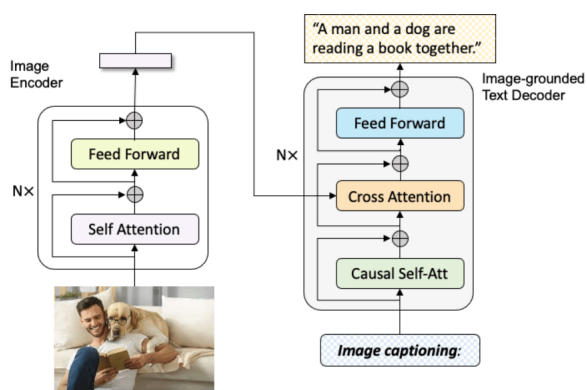 Image
Encoder
N×
Feed Forward
Self Attention
“A man and a dog are
reading a book together.”
Image-grounded
Text Decoder
N×
Feed Forward
Cross Attention
Causal Self-Att
Image captioning: